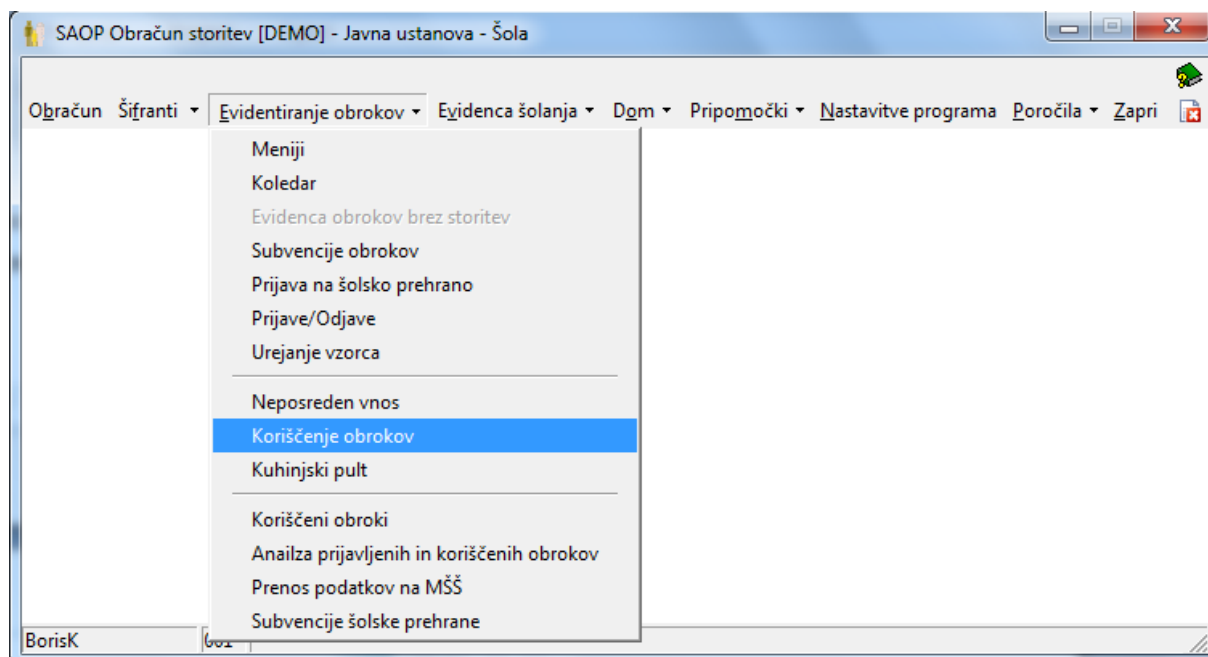 SAOP Obračun storitev [DEMO] - Javna ustanova - Šola
Obračun Šifranti Evidentiranje obrokov Evidenca šolanja Dom Pripomočki Nastavitve programa Poročila Zapri
Meniji
Koledar
Evidenca obrokov brez storitev
Subvencije obrokov
Prijava na šolsko prehrano
Prijave/Odjave
Urejanje vzorca
Neposreden vnos
Koriščenje obrokov
Kuhinjski pult
Koriščeni obroki
Anailza prijavljenih in koriščenih obrokov
Prenos podatkov na MŠŠ
Subvencije šolske prehrane
BorisK 001